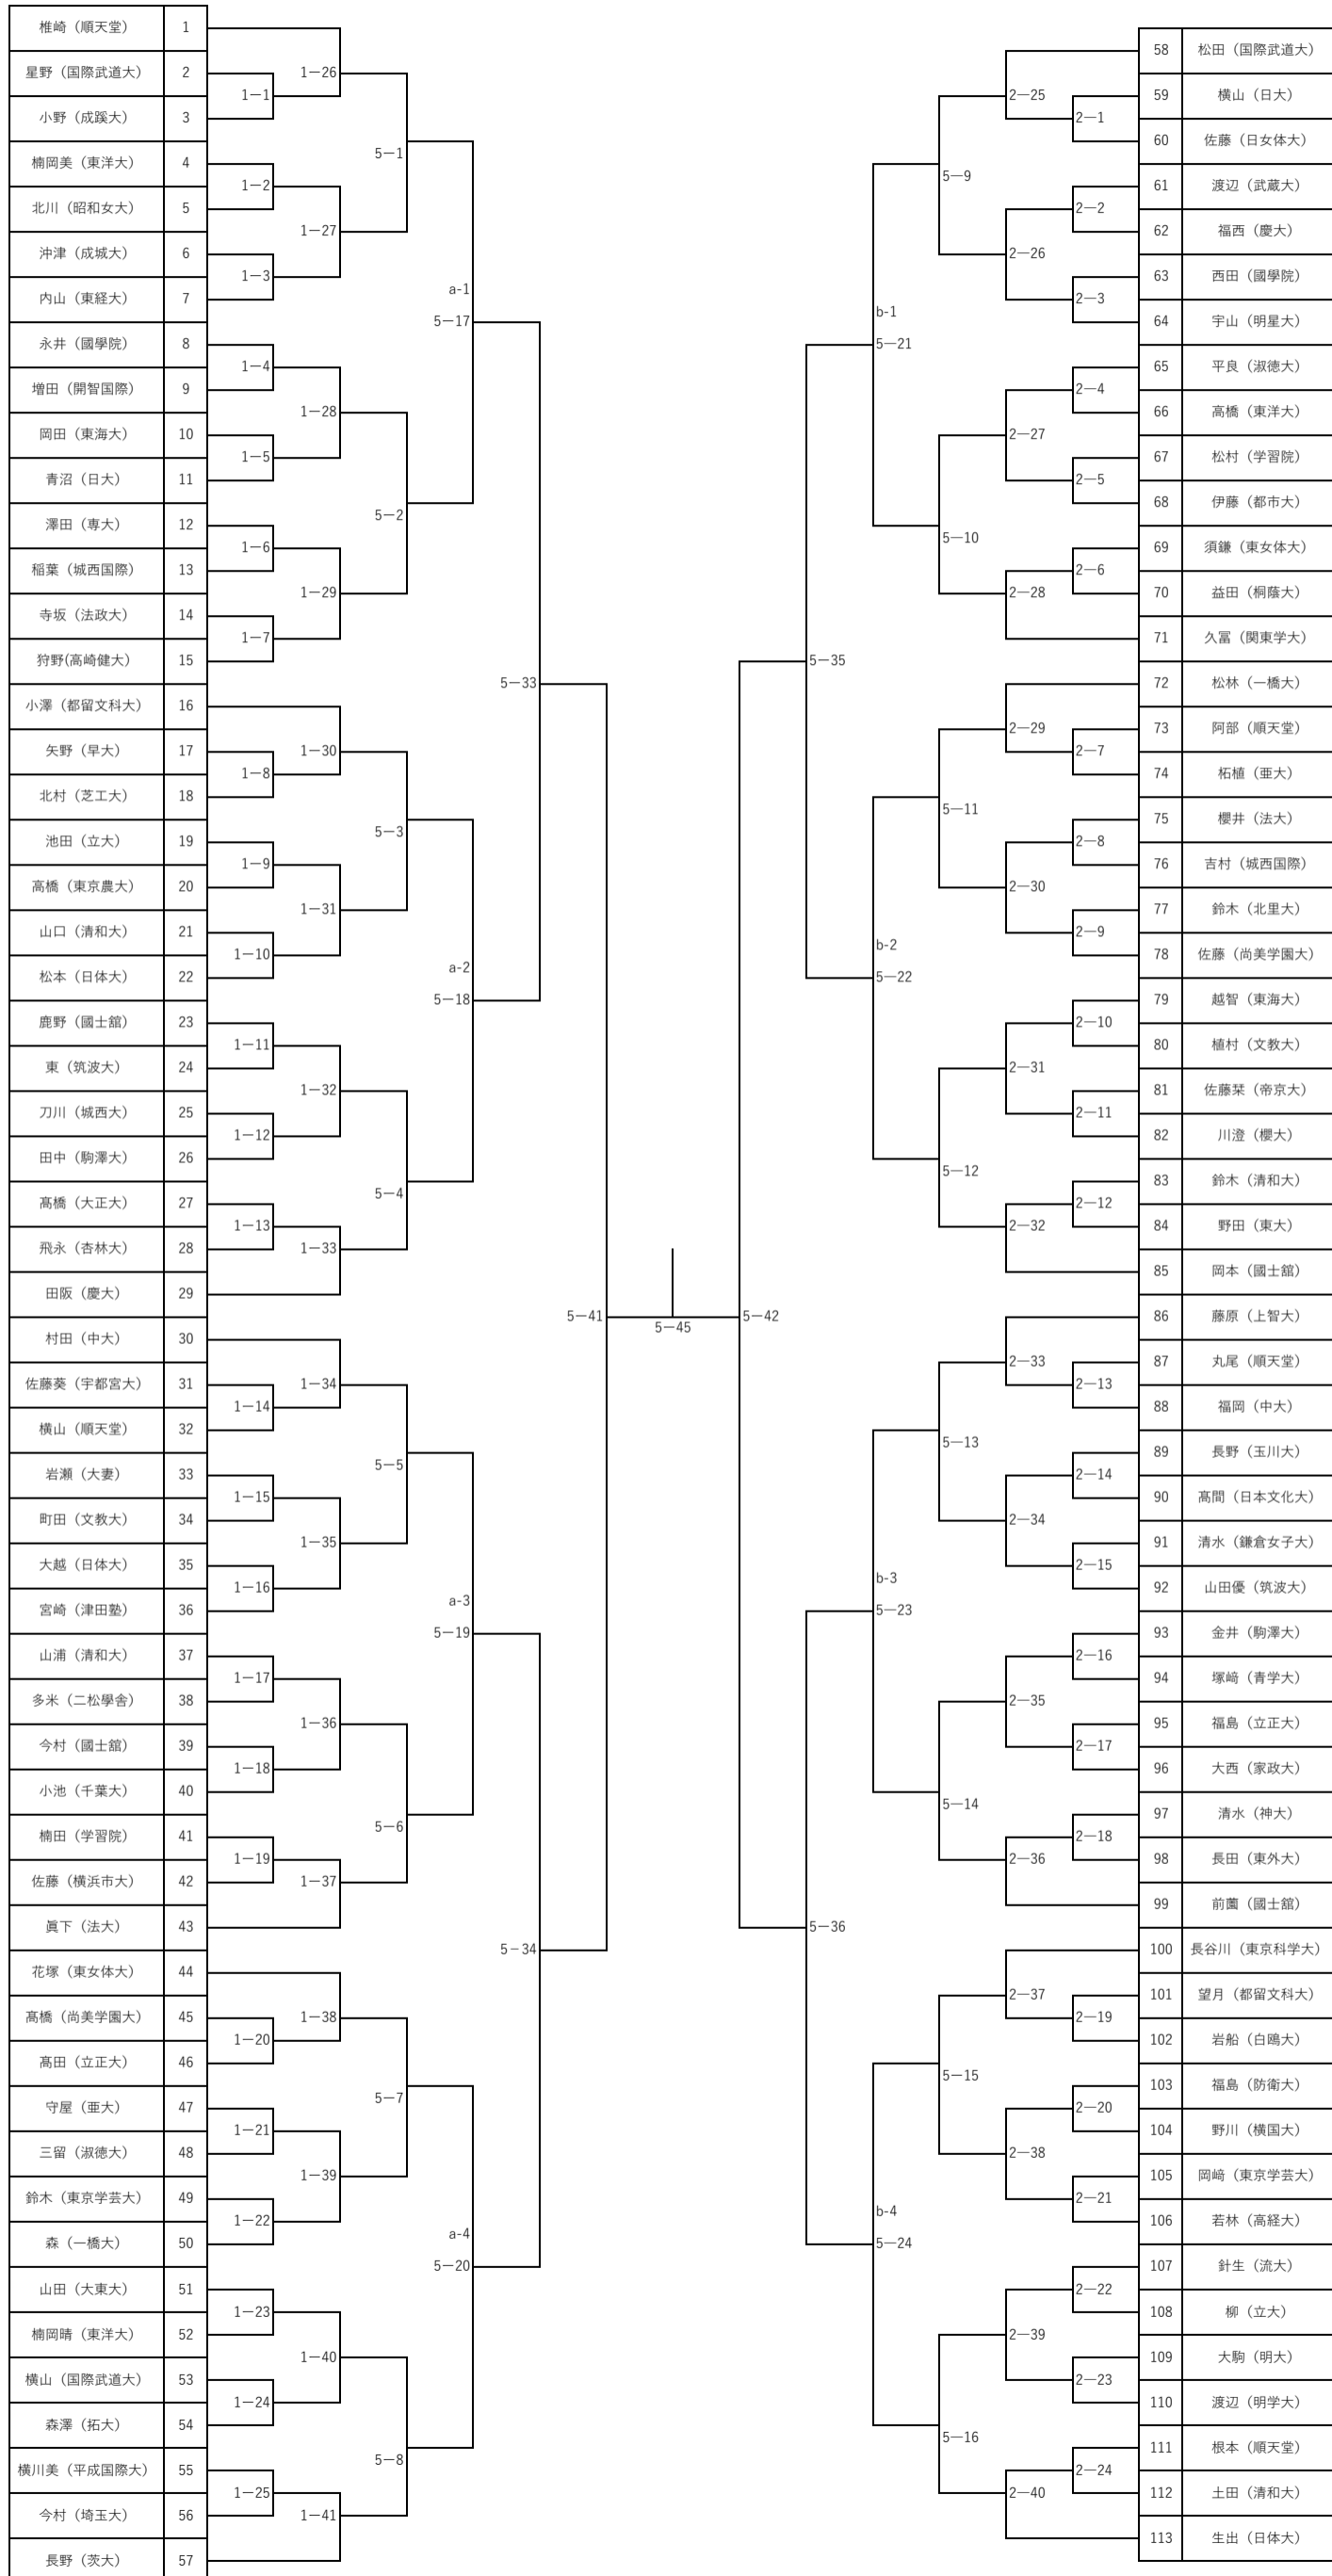 椎崎（順天堂） 1
星野（国際武道大） 2
小野（成蹊大） 3
楠岡美（東洋大） 4
北川（昭和女大） 5
沖津（成城大） 6
内山（東経大） 7
永井（國學院） 8
増田（開智国際） 9
岡田（東海大） 10
青沼（日大） 11
澤田（専大） 12
稲葉（城西国際） 13
寺坂（法政大） 14
狩野(高崎健大） 15
小澤（都留文科大） 16
矢野（早大） 17
北村（芝工大） 18
池田（立大） 19
高橋（東京農大） 20
山口（清和大） 21
松本（日体大） 22
鹿野（國士舘） 23
東（筑波大） 24
刀川（城西大） 25
田中（駒澤大） 26
髙橋（大正大） 27
飛永（杏林大） 28
田阪（慶大） 29
村田（中大） 30
佐藤葵（宇都宮大） 31
横山（順天堂） 32
岩瀬（大妻） 33
町田（文教大） 34
大越（日体大） 35
宮崎（津田塾） 36
山浦（清和大） 37
多米（二松學舎） 38
今村（國士舘） 39
小池（千葉大） 40
楠田（学習院） 41
佐藤（横浜市大） 42
眞下（法大） 43
花塚（東女体大） 44
髙橋（尚美学園大） 45
髙田（立正大） 46
守屋（亜大） 47
三留（淑徳大） 48
鈴木（東京学芸大） 49
森（一橋大） 50
山田（大東大） 51
楠岡晴（東洋大） 52
横山（国際武道大） 53
森澤（拓大） 54
横川美（平成国際大） 55
今村（埼玉大） 56
長野（茨大） 57
1－1
1－2
1－3
1－4
1－5
1－6
1－7
1－8
1－9
1－10
1－11
1－12
1－13
1－14
1－15
1－16
1－17
1－18
1－19
1－20
1－21
1－22
1－23
1－24
1－25
1－26
1－27
1－28
1－29
1－30
1－31
1－32
1－33
1－34
1－35
1－36
1－37
1－38
1－39
1－40
1－41
5－1
5－2
5－3
5－4
5－5
5－6
5－7
5－8
a-1
5－17
a-2
5－18
a-3
5－19
a-4
5－20
5－33
5－34
5－41
5－45
5－42
5－35
5－36
b-1
5―21
b-2
5―22
b-3
5―23
b-4
5―24
5―9
5―10
5―11
5―12
5―13
5―14
5―15
5―16
2―25
2―26
2―27
2―28
2―29
2―30
2―31
2―32
2―33
2―34
2―35
2―36
2―37
2―38
2―39
2―40
2―1
2―2
2―3
2―4
2―5
2―6
2―7
2―8
2―9
2―10
2―11
2―12
2―13
2―14
2―15
2―16
2―17
2―18
2―19
2―20
2―21
2―22
2―23
2―24
58 松田（国際武道大）
59 横山（日大）
60 佐藤（日女体大）
61 渡辺（武蔵大）
62 福西（慶大）
63 西田（國學院）
64 宇山（明星大）
65 平良（淑徳大）
66 高橋（東洋大）
67 松村（学習院）
68 伊藤（都市大）
69 須鎌（東女体大）
70 益田（桐蔭大）
71 久冨（関東学大）
72 松林（一橋大）
73 阿部（順天堂）
74 柘植（亜大）
75 櫻井（法大）
76 吉村（城西国際）
77 鈴木（北里大）
78 佐藤（尚美学園大）
79 越智（東海大）
80 植村（文教大）
81 佐藤栞（帝京大）
82 川澄（櫻大）
83 鈴木（清和大）
84 野田（東大）
85 岡本（國士舘）
86 藤原（上智大）
87 丸尾（順天堂）
88 福岡（中大）
89 長野（玉川大）
90 髙間（日本文化大）
91 清水（鎌倉女子大）
92 山田優（筑波大）
93 金井（駒澤大）
94 塚﨑（青学大）
95 福島（立正大）
96 大西（家政大）
97 清水（神大）
98 長田（東外大）
99 前薗（國士舘）
100 長谷川（東京科学大）
101 望月（都留文科大）
102 岩船（白鴎大）
103 福島（防衛大）
104 野川（横国大）
105 岡﨑（東京学芸大）
106 若林（高経大）
107 針生（流大）
108 柳（立大）
109 大駒（明大）
110 渡辺（明学大）
111 根本（順天堂）
112 土田（清和大）
113 生出（日体大）